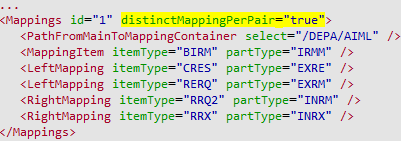 ...
<Mappings id="1" distinctMappingPerPair="true">
<PathFromMainToMappingContainer select="/DEPA/AIML" />
<MappingItem itemType="BIRM" partType="IRMM" />
<LeftMapping itemType="CRES" partType="EXRE" />
<LeftMapping itemType="RERQ" partType="EXRM" />
<RightMapping itemType="RRQ2" partType="INRM" />
<RightMapping itemType="RRX" partType="INRX" />
</Mappings>